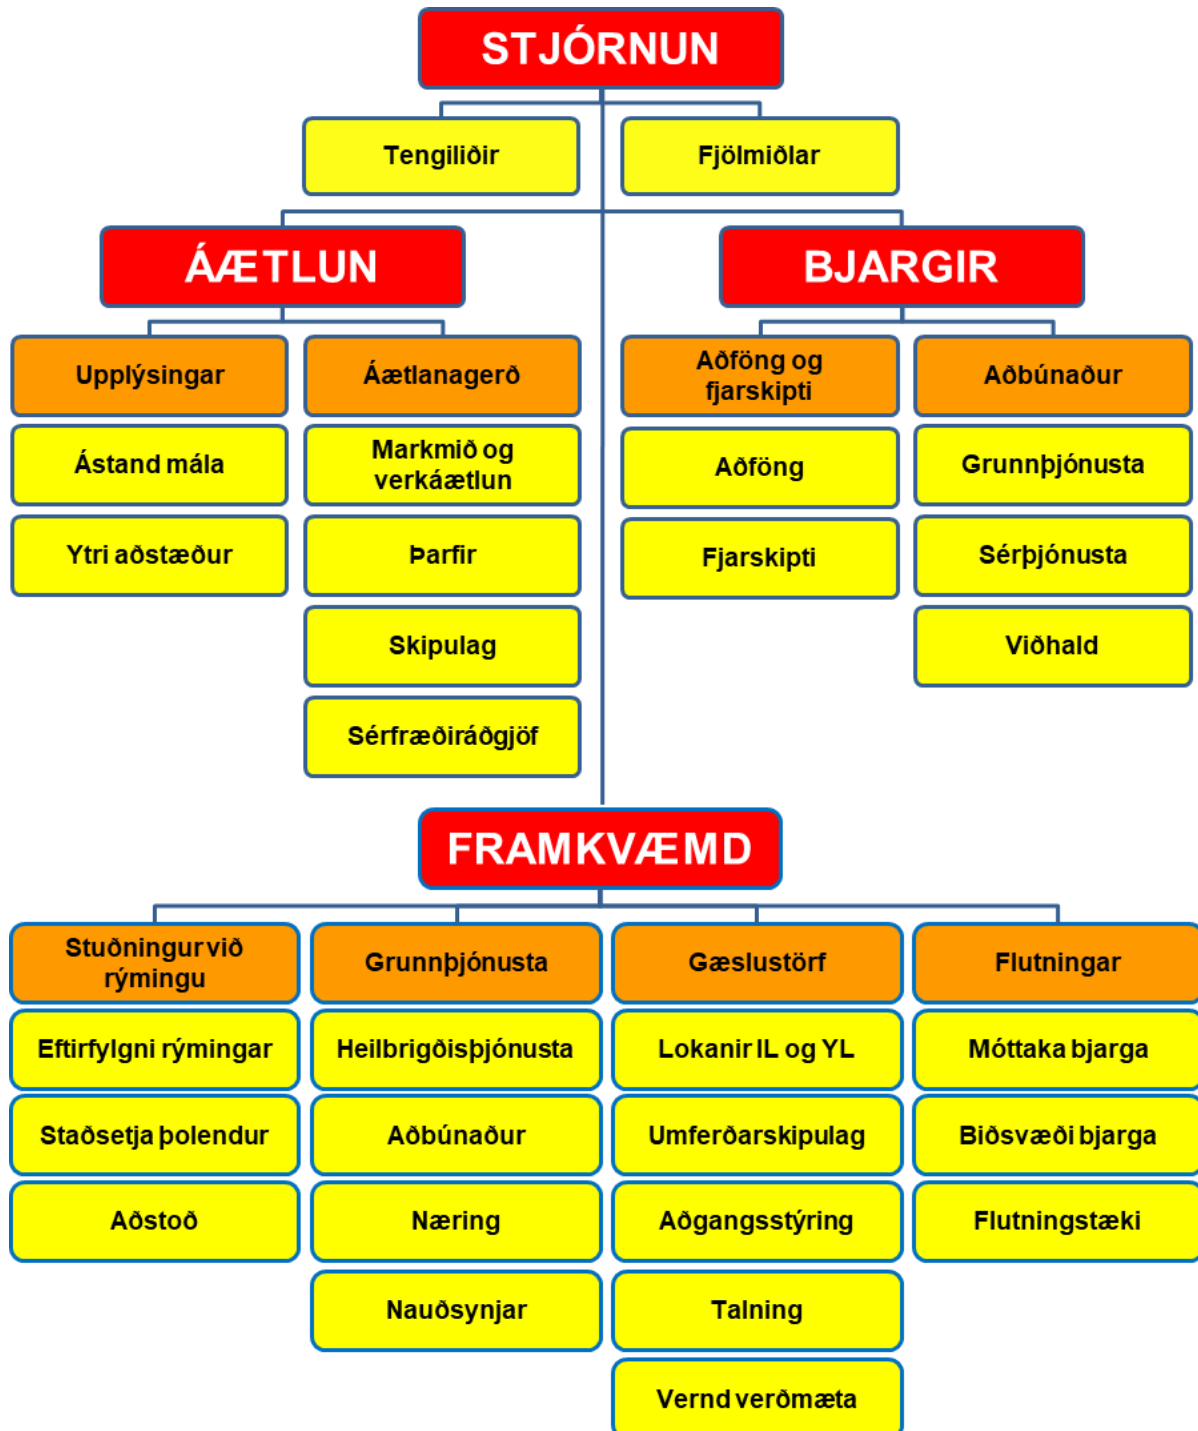 STJÓRNUN
Tengiliðir
Fjölmiðlar
ÁÆTLUN
BJARGIR
Upplýsingar
Ástand mála
Ytri aðstæður
Áætlanagerð
Markmið og
verkáætlun
Þarfir
Skipulag
Sérfræðiráðgjöf
Aðföng og
fjarskipti
Aðföng
Fjarskipti
Aðbúnaður
Grunnþjónusta
Sérþjónusta
Viðhald
FRAMKVÆMD
Stuðningur við
rýmingu
Eftirfylgni rýmingar
Staðsetja þolendur
Aðstoð
Grunnþjónusta
Heilbrigðisþjónusta
Aðbúnaður
Næring
Nauðsynjar
Gæslustörf
Lokanir IL og YL
Umferðarskipulag
Aðgangsstýring
Talning
Vernd verðmæta
Flutningar
Móttaka bjarga
Biðsvæði bjarga
Flutningstæki